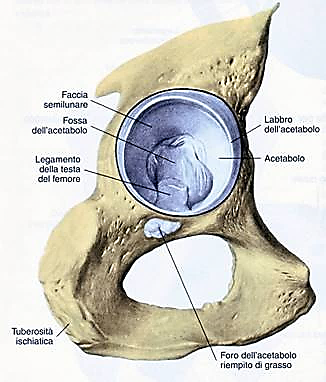 Faccia
semilunare
Fossa
dell'acetabolo
Legamento
della testa
del femore
Labbro
dell'acetabolo
Acetabolo
Tuberosità
ischiatica
Foro dell'acetabolo
riempito di grasso